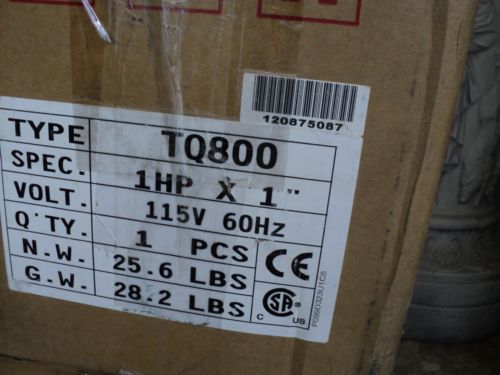 120875087
TYPE TQ800
SPEC. 1HP X 1"
VOLT. 115V 60Hz
Q'TY. 1 PCS
N.W. 25.6 LBS
G.W. 28.2 LBS
CE
SA ®
C US